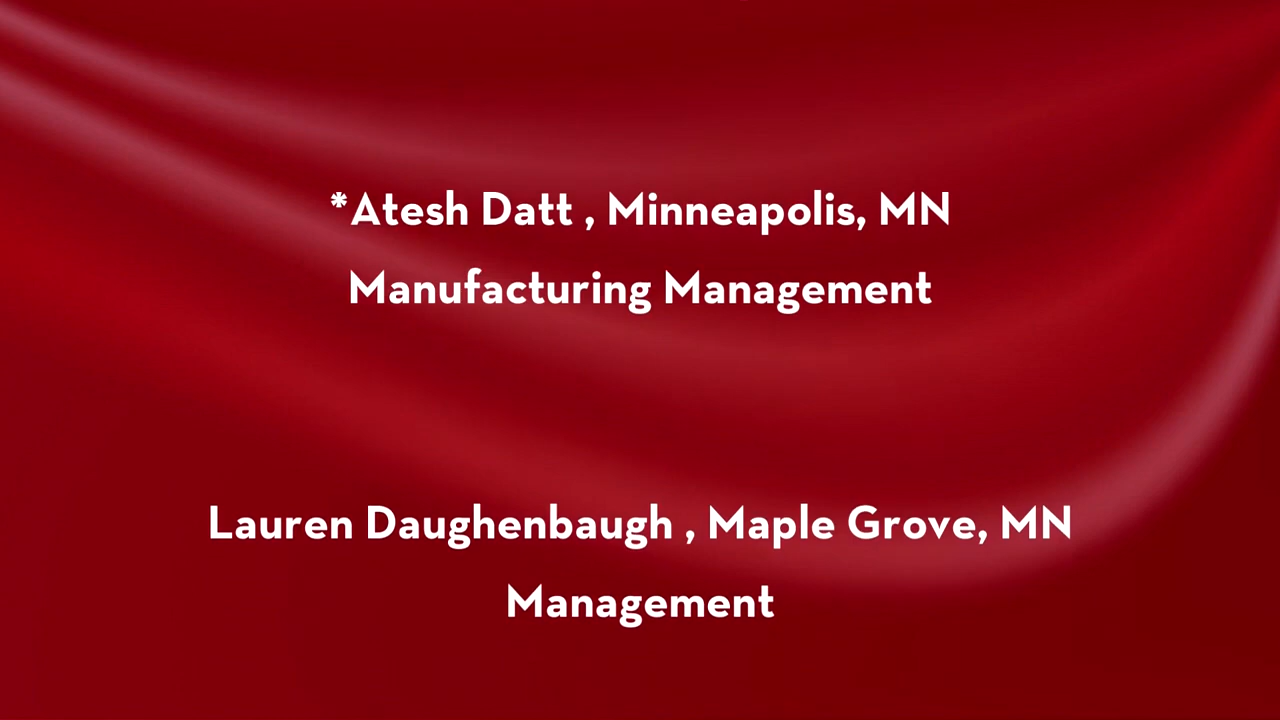 *Atesh Datt , Minneapolis, MN
Manufacturing Management
Lauren Daughenbaugh , Maple Grove, MN
Management